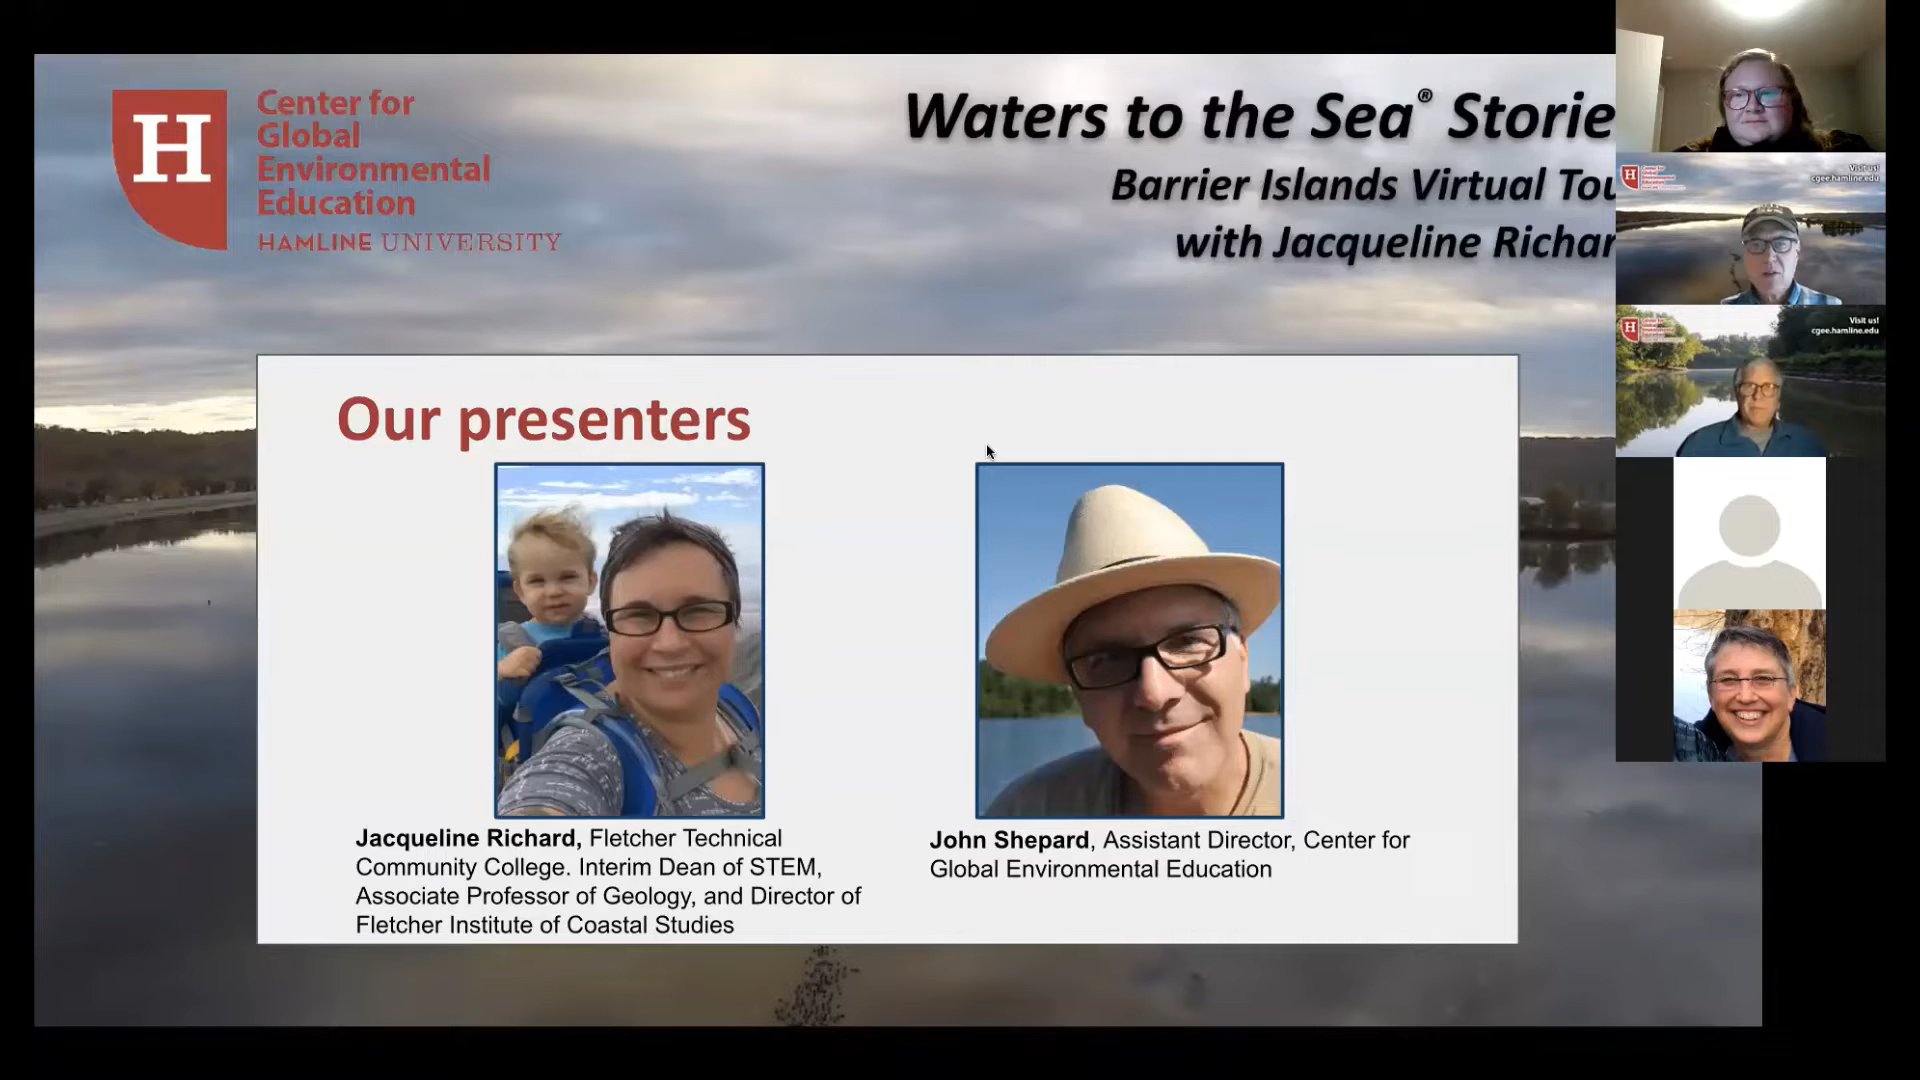 H
Center for
Global
Environmental
Education
HAMLINE UNIVERSITY
Waters to the Sea® Storie
Barrier Islands Virtual Tou
with Jacqueline Richar
Our presenters
Jacqueline Richard, Fletcher Technical
Community College. Interim Dean of STEM,
Associate Professor of Geology, and Director of
Fletcher Institute of Coastal Studies
John Shepard, Assistant Director, Center for
Global Environmental Education
H
Visit us!
cgee.hamline.edu
H
Visit us!
cgee.hamline.edu